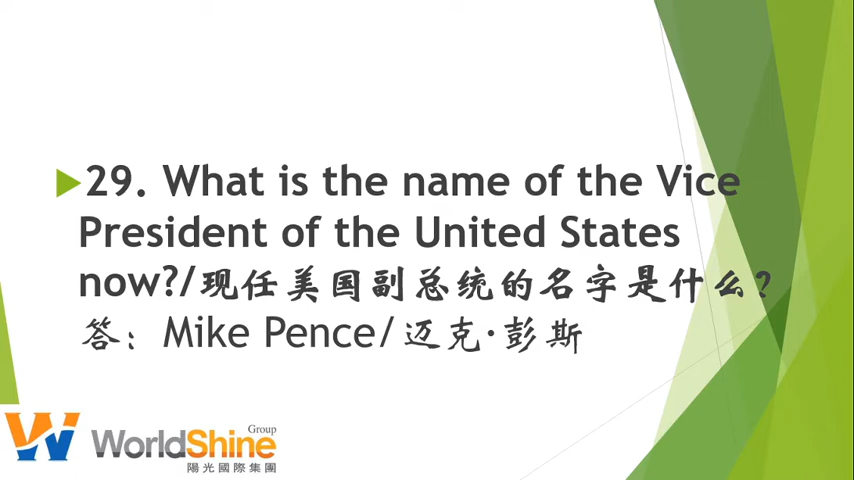 29. What is the name of the Vice
President of the United States
now?/现任美国副总统的名字是什么?
答：Mike Pence/迈克·彭斯
W
WorldShine Group
陽光國際集團